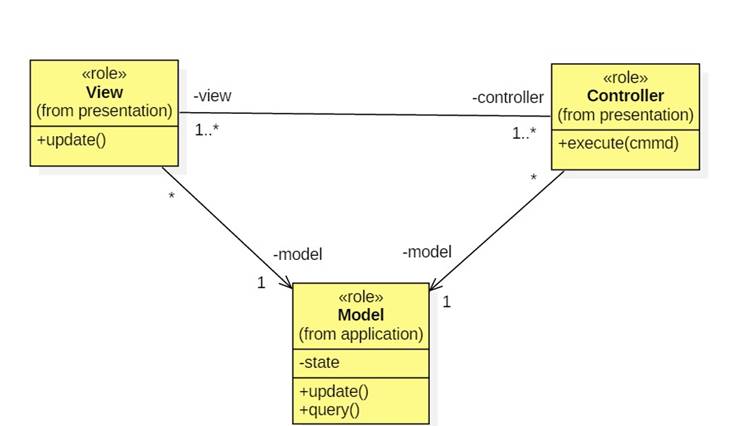 «role»
View
(from presentation)
+update()
-view
1..*
-controller
1..*
«role»
Controller
(from presentation)
+execute(cmmd)
*
*
-model
1
-model
1
«role»
Model
(from application)
-state
+update()
+query()